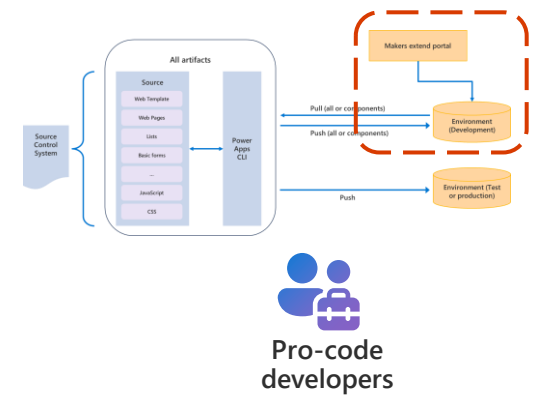 All artifacts
Source
Web Template
Web Pages
Lists
Basic forms
...
JavaScript
CSS
Source
Control
System
Power
Apps
CLI
Makers extend portal
Pull (all or components)
Push (all or components)
Environment
(Development)
Push
Environment (Test
or production)
Pro-code
developers